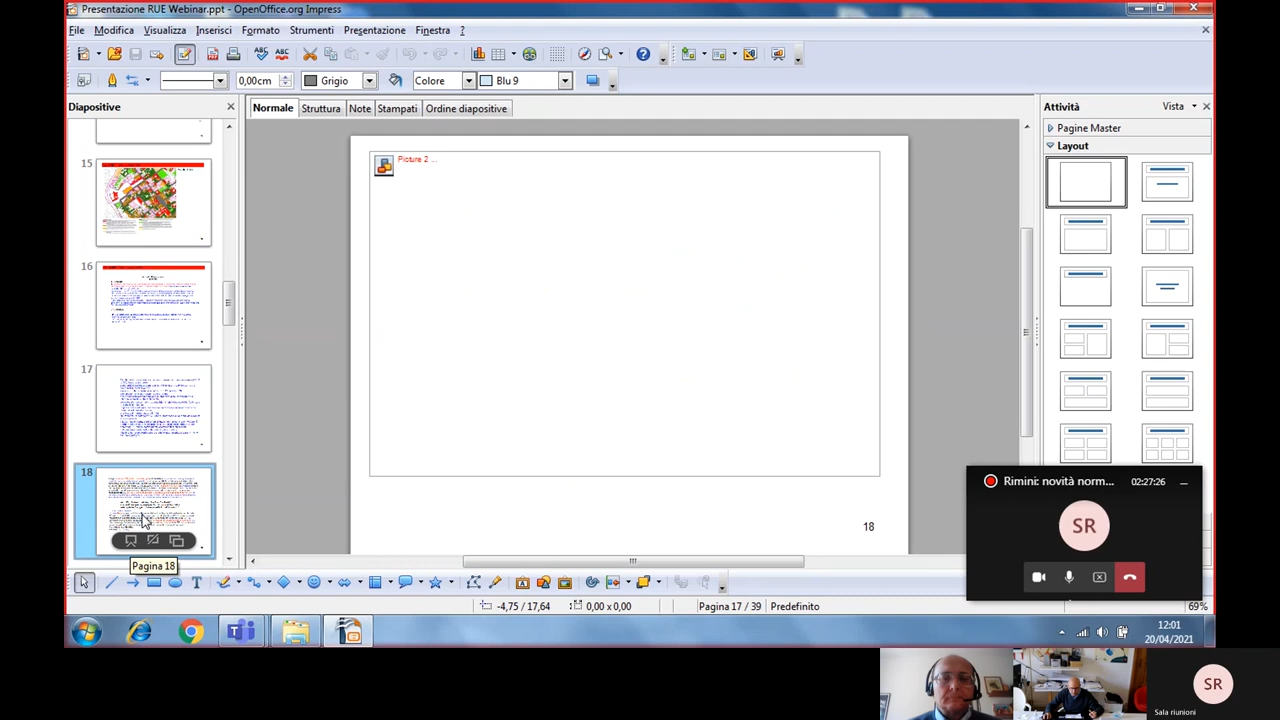 Presentazione RUE Webinar.ppt - OpenOffice.org Impress
File Modifica Visualizza Inserisci Formato Strumenti Presentazione Finestra ?
0,00cm Grigio Colore Blu 9
Diapositive
Normale Struttura Note Stampati Ordine diapositive
Attività Vista
Pagine Master
Layout
Picture 2 ...
15
16
17
18
Pagina 18
18
Rimini: novità norm... 02:27:26
SR
-4,75 / 17,64 0,00 x 0,00 Pagina 17 / 39 Predefinito 69%
12:01
20/04/2021
SR
Sala riunioni